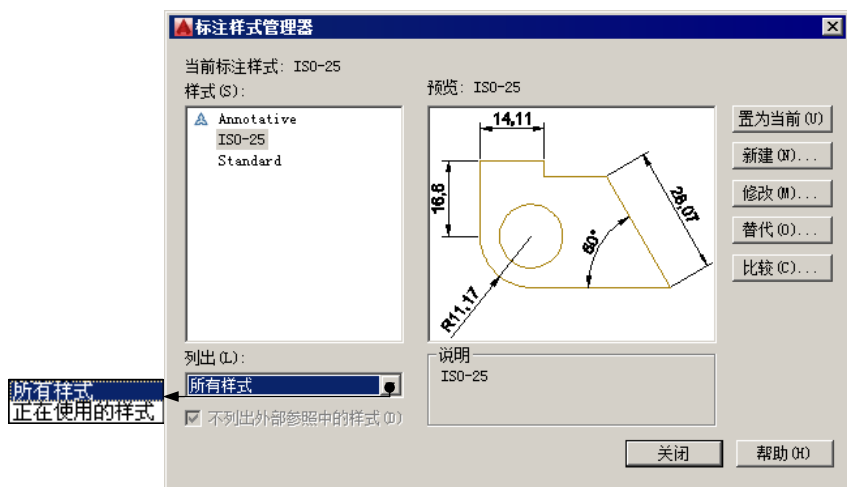 标注样式管理器
当前标注样式: ISO-25
样式(S):
预览: ISO-25
Annotative
ISO-25
Standard
14,11
16,6
28,07
60°
R11,17
置为当前(U)
新建(N)...
修改(M)...
替代(O)...
比较(C)...
列出(L):
所有样式
不列出外部参照中的样式(D)
说明
ISO-25
所有样式
正在使用的样式
关闭
帮助(H)